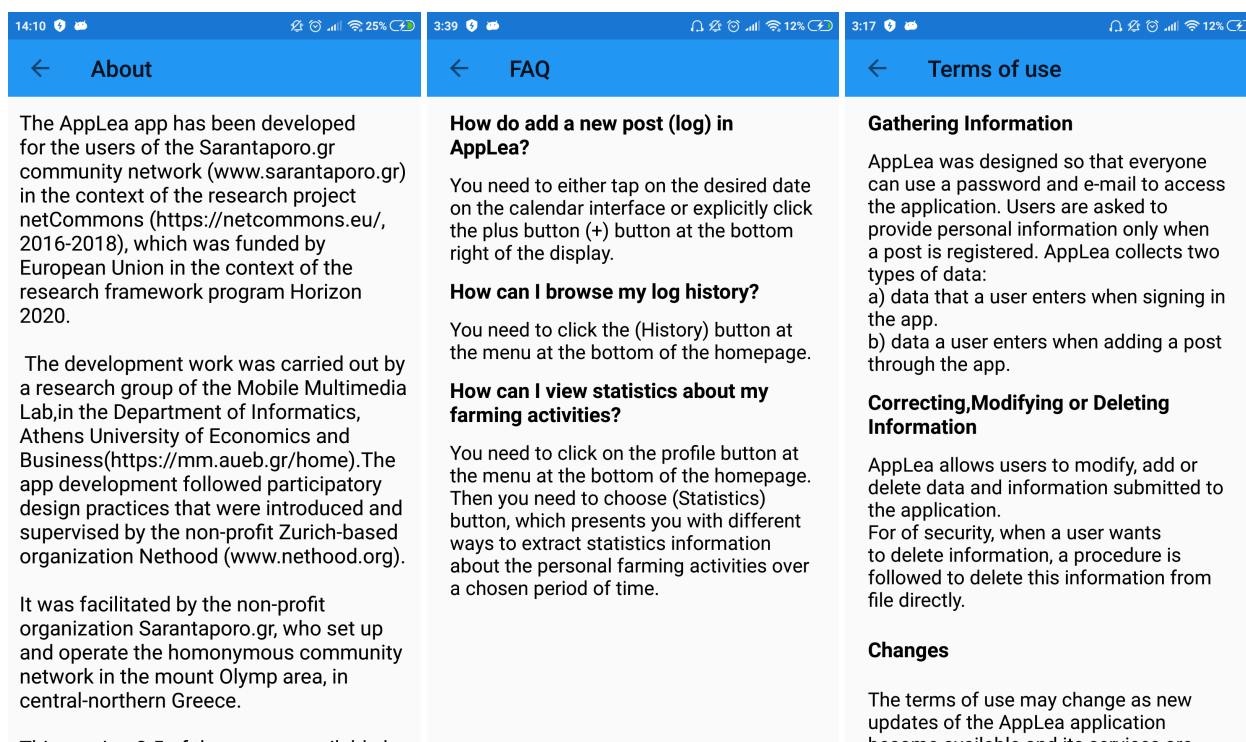 14:10
25%
About
The AppLea app has been developed
for the users of the Sarantaporo.gr
community network (www.sarantaporo.gr)
in the context of the research project
netCommons (https://netcommons.eu/,
2016-2018), which was funded by
European Union in the context of the
research framework program Horizon
2020.
The development work was carried out by
a research group of the Mobile Multimedia
Lab,in the Department of Informatics,
Athens University of Economics and
Business(https://mm.aueb.gr/home).The
app development followed participatory
design practices that were introduced and
supervised by the non-profit Zurich-based
organization Nethood (www.nethood.org).
It was facilitated by the non-profit
organization Sarantaporo.gr, who set up
and operate the homonymous community
network in the mount Olymp area, in
central-northern Greece.
3:39
12%
FAQ
How do add a new post (log) in
AppLea?
You need to either tap on the desired date
on the calendar interface or explicitly click
the plus button (+) button at the bottom
right of the display.
How can I browse my log history?
You need to click the (History) button at
the menu at the bottom of the homepage.
How can I view statistics about my
farming activities?
You need to click on the profile button at
the menu at the bottom of the homepage.
Then you need to choose (Statistics)
button, which presents you with different
ways to extract statistics information
about the personal farming activities over
a chosen period of time.
3:17
12%
Terms of use
Gathering Information
AppLea was designed so that everyone
can use a password and e-mail to access
the application. Users are asked to
provide personal information only when
a post is registered. AppLea collects two
types of data:
a) data that a user enters when signing in
the app.
b) data a user enters when adding a post
through the app.
Correcting,Modifying or Deleting
Information
AppLea allows users to modify, add or
delete data and information submitted to
the application.
For of security, when a user wants
to delete information, a procedure is
followed to delete this information from
file directly.
Changes
The terms of use may change as new
updates of the AppLea application